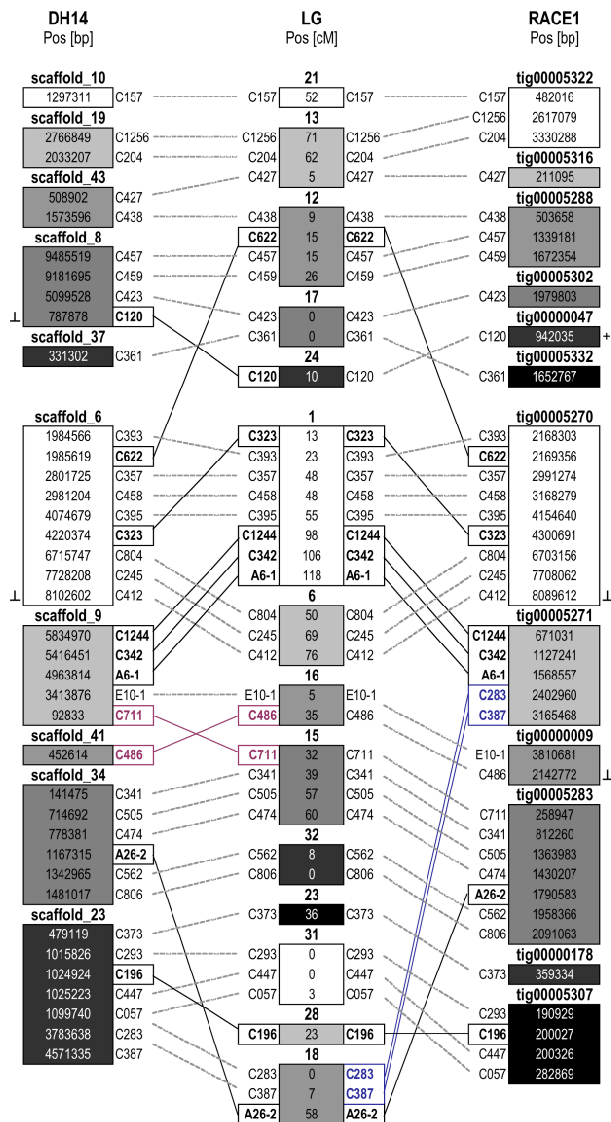 DH14 LG RACE1
Pos [bp] Pos [cM] Pos [bp]
scaffold_10 21 tig00005322
1297311 C157 C157 52 C157 C157 482016
scaffold_19 13 C1256 2617079
2766849 C1256 C1256 71 C1256 C204 3330288
2033207 C204 C204 62 C204 tig00005316
scaffold_43 C427 5 C427 C427 211095
508902 C427 12 tig00005288
1573596 C438 C438 9 C438 C438 503658
scaffold_8 C622 15 C622 C457 1339181
9485519 C457 C457 15 C457 C459 1672354
9181695 C459 C459 26 C459 tig00005302
5099528 C423 17 C423 1979803
⊥ 787878 C120 C423 0 C423 tig00000047
scaffold_37 C361 0 C361 C120 942035 +
331302 C361 24 tig00005332
C120 10 C120 C361 1652767
scaffold_6 1 tig00005270
1984566 C393 C323 13 C323 C393 2168303
1985619 C622 C393 23 C393 C622 2169356
2801725 C357 C357 48 C357 C357 2991274
2981204 C458 C458 48 C458 C458 3168279
4074679 C395 C395 55 C395 C395 4154640
4220374 C323 C1244 98 C1244 C323 4300691
6715747 C804 C342 106 C342 C804 6703156
7728208 C245 A6-1 118 A6-1 C245 7708062
⊥ 8102602 C412 6 C412 8089612 ⊥
scaffold_9 C804 50 C804 tig00005271
5834970 C1244 C245 69 C245 C1244 671031
5416451 C342 C412 76 C412 C342 1127241
4963814 A6-1 16 A6-1 1568557
3413876 E10-1 E10-1 5 E10-1 C283 2402960
92833 C711 C486 35 C486 C387 3165468
scaffold_41 15 tig00000009
452614 C486 C711 32 C711 E10-1 3810681
scaffold_34 C341 39 C341 C486 2142772 ⊥
141475 C341 C505 57 C505 tig00005283
714692 C505 C474 60 C474 C711 258947
778381 C474 32 C341 812260
1167315 A26-2 C562 8 C562 C505 1363983
1342965 C562 C806 0 C806 C474 1430207
1481017 C806 23 A26-2 1790583
scaffold_23 C373 36 C373 C562 1958366
479119 C373 31 C806 2091063
1015826 C293 C293 0 C293 tig00000178
1024924 C196 C447 0 C447 C373 359334
1025223 C447 C057 3 C057 tig00005307
1099740 C057 28 C293 190929
3783638 C283 C196 23 C196 C196 200027
4571335 C387 18 C447 200326
C283 0 C283 C057 282869
C387 7 C387
A26-2 58 A26-2